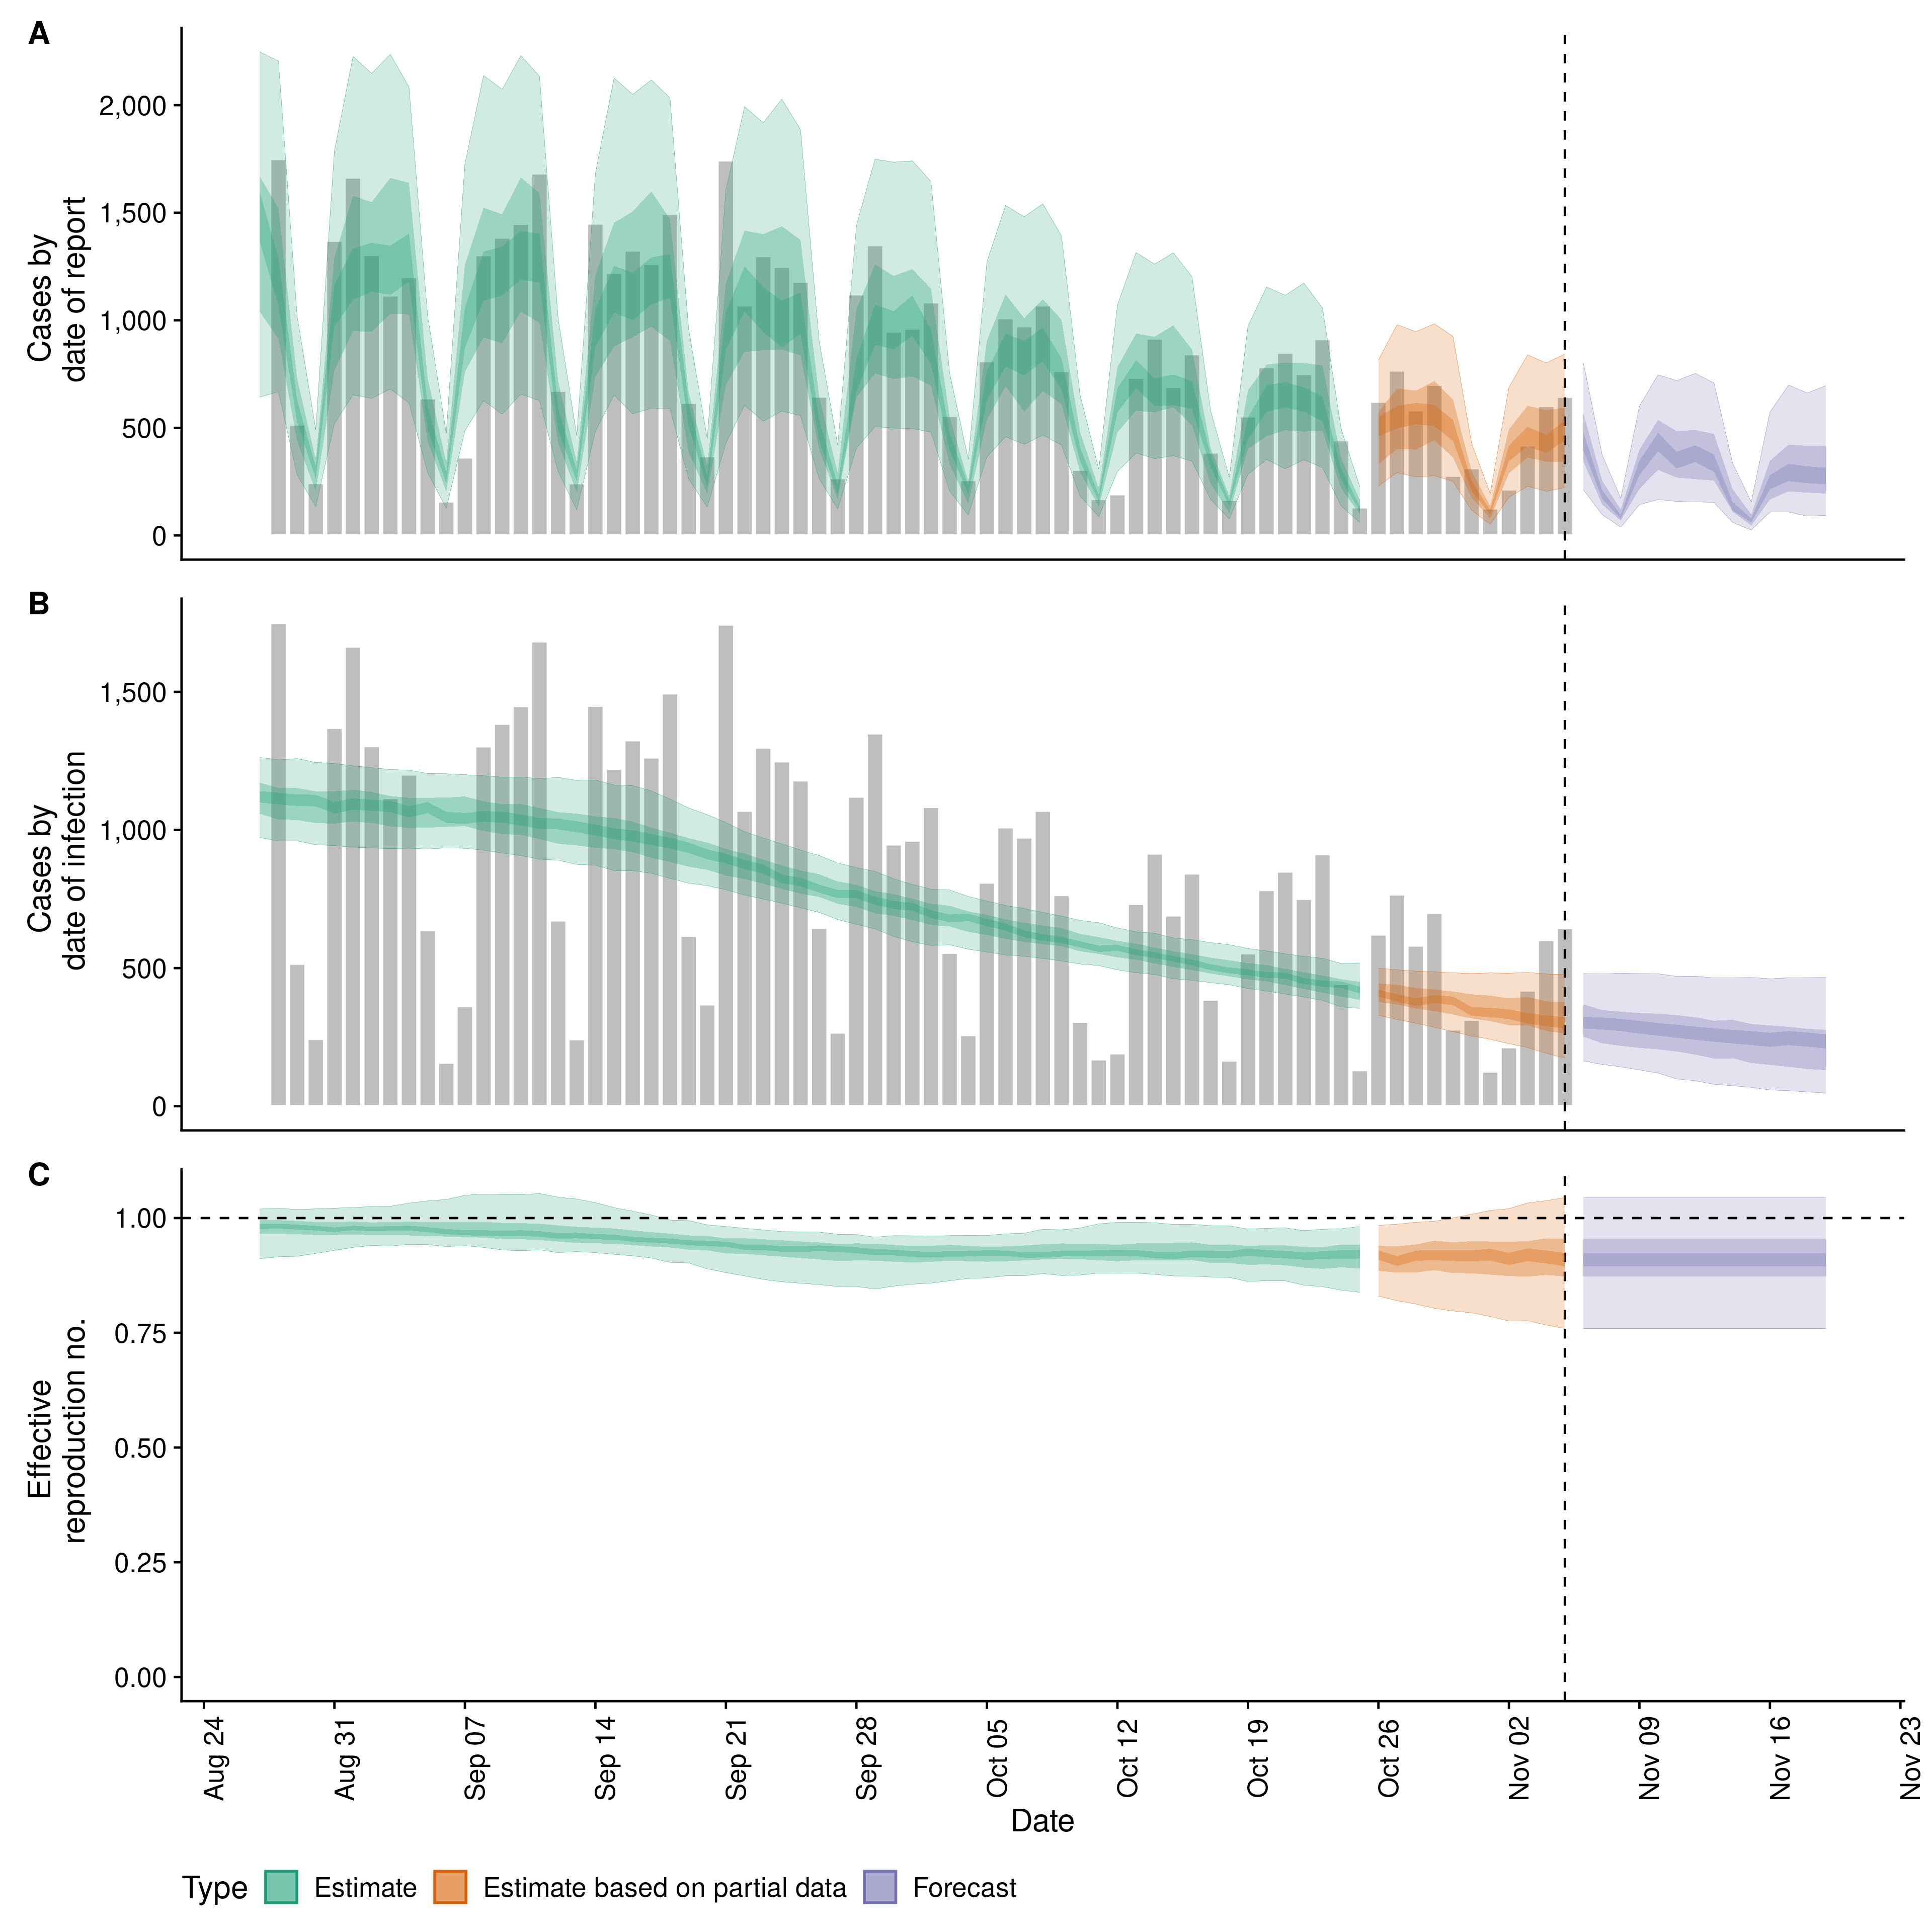 A
Cases by
date of report
2,000
1,500
1,000
500
0
B
Cases by
date of infection
1,500
1,000
500
0
C
Effective
reproduction no.
1.00
0.75
0.50
0.25
0.00
Aug 24
Aug 31
Sep 07
Sep 14
Sep 21
Sep 28
Oct 05
Oct 12
Oct 19
Oct 26
Nov 02
Nov 09
Nov 16
Nov 23
Date
Type Estimate Estimate based on partial data Forecast